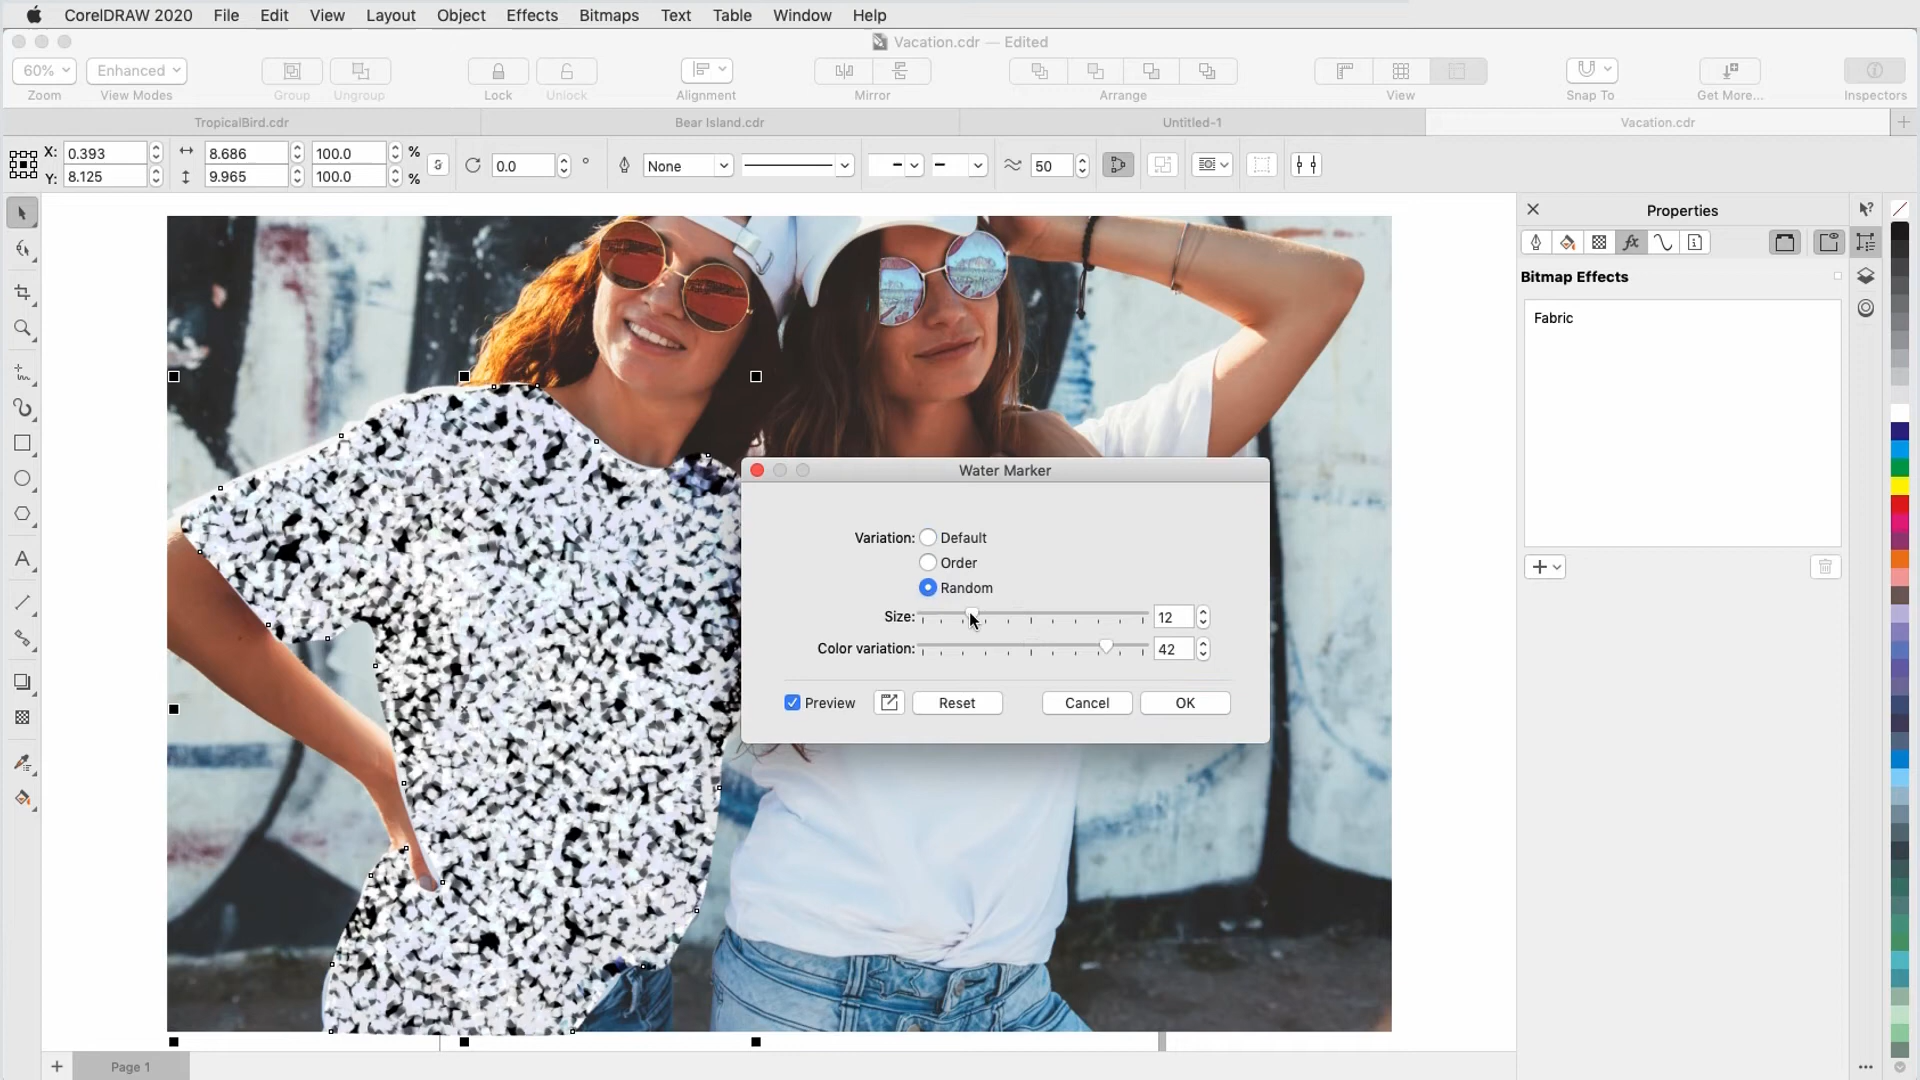 CorelDRAW 2020 File Edit View Layout Object Effects Bitmaps Text Table Window Help
Vacation.cdr — Edited
60% Enhanced
Zoom View Modes Group Ungroup Lock Unlock Alignment Mirror Arrange View Snap To Get More... Inspectors
TropicalBird.cdr Bear Island.cdr Untitled-1 Vacation.cdr
X: 0.393 8.686 100.0 % 0.0 ° None 50
Y: 8.125 9.965 100.0 %
Properties
Bitmap Effects
Fabric
Water Marker
Variation: Default
Order
Random
Size: 12
Color variation: 42
Preview Reset Cancel OK
Page 1